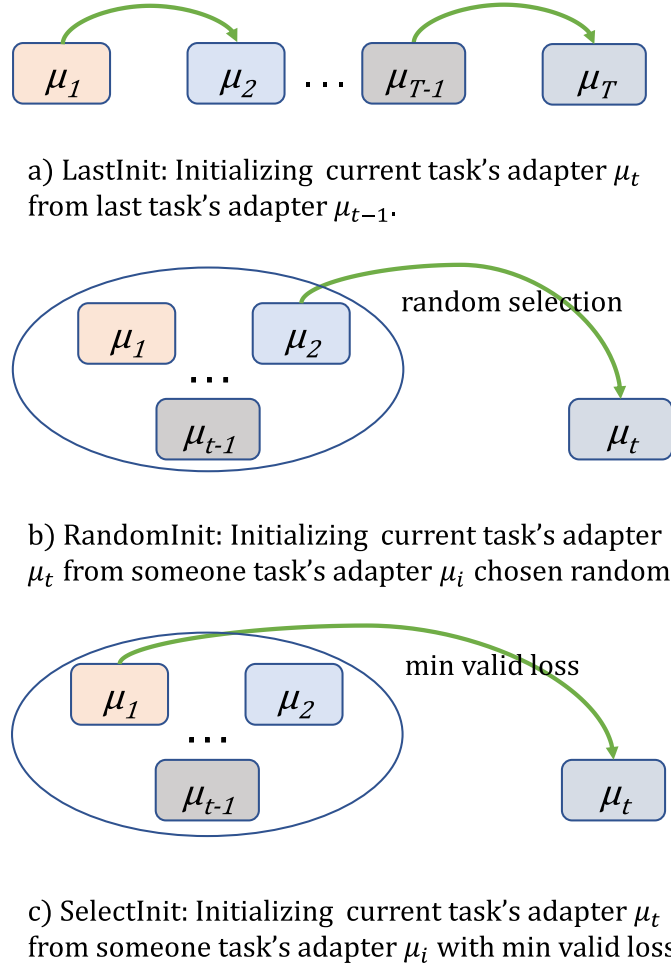 μ1 μ2 ... μT-1 μT
a) LastInit: Initializing current task's adapter μt
from last task's adapter μt−1.
random selection
μ1 μ2
...
μt-1 μt
b) RandomInit: Initializing current task's adapter
μt from someone task's adapter μi chosen random
min valid loss
μ1 μ2
...
μt-1 μt
c) SelectInit: Initializing current task's adapter μt
from someone task's adapter μi with min valid loss